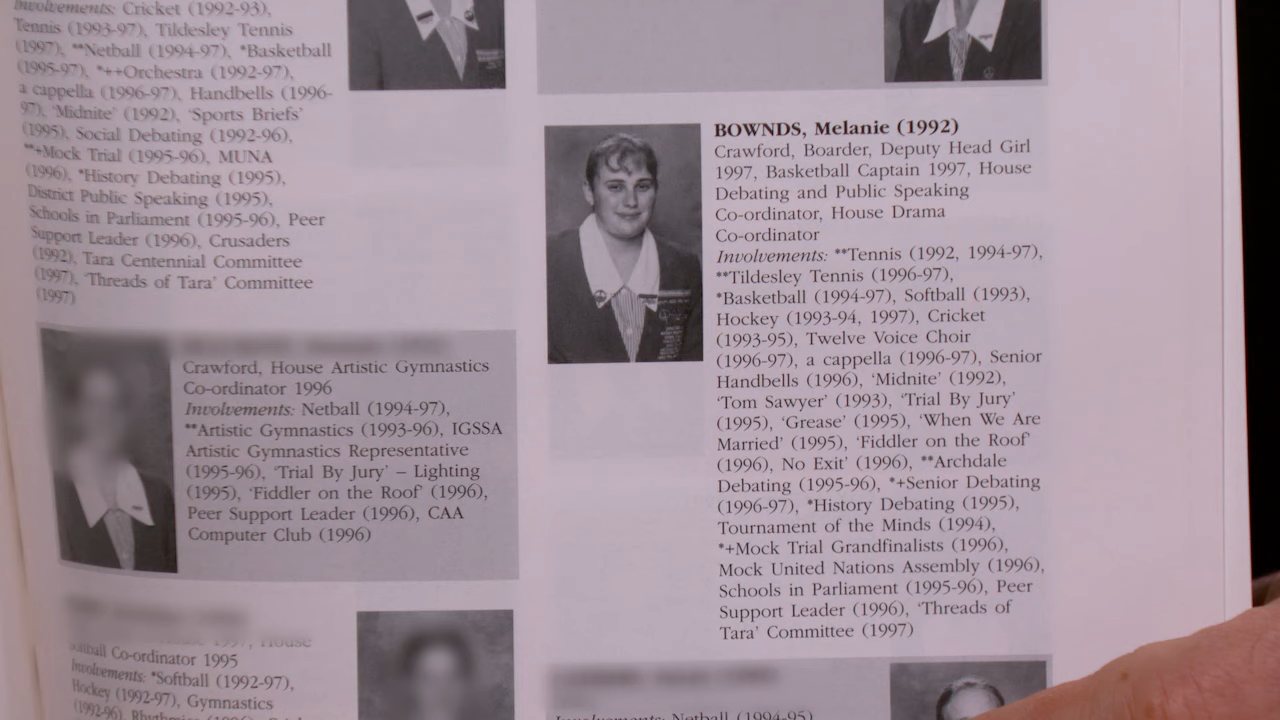 Involvements: Cricket (1992-93),
Tennis (1993-97), Tildesley Tennis
(1997), **Netball (1994-97), *Basketball
(1995-97), *++Orchestra (1992-97),
a cappella (1996-97), Handbells (1996-
97), 'Midnite' (1992), 'Sports Briefs'
(1995), Social Debating (1992-96),
**+Mock Trial (1995-96), MUNA
(1996), *History Debating (1995),
District Public Speaking (1995),
Schools in Parliament (1995-96), Peer
Support Leader (1996), Crusaders
(1992), Tara Centennial Committee
(1997), 'Threads of Tara' Committee
(1997)
Crawford, House Artistic Gymnastics
Co-ordinator 1996
Involvements: Netball (1994-97),
**Artistic Gymnastics (1993-96), IGSSA
Artistic Gymnastics Representative
(1995-96), 'Trial By Jury' – Lighting
(1995), 'Fiddler on the Roof' (1996),
Peer Support Leader (1996), CAA
Computer Club (1996)
1997, House
Softball Co-ordinator 1995
Involvements: *Softball (1992-97),
Hockey (1992-97), Gymnastics
(1992-96),
BOWNDS, Melanie (1992)
Crawford, Boarder, Deputy Head Girl
1997, Basketball Captain 1997, House
Debating and Public Speaking
Co-ordinator, House Drama
Co-ordinator
Involvements: **Tennis (1992, 1994-97),
**Tildesley Tennis (1996-97),
*Basketball (1994-97), Softball (1993),
Hockey (1993-94, 1997), Cricket
(1993-95), Twelve Voice Choir
(1996-97), a cappella (1996-97), Senior
Handbells (1996), 'Midnite' (1992),
'Tom Sawyer' (1993), 'Trial By Jury'
(1995), 'Grease' (1995), 'When We Are
Married' (1995), 'Fiddler on the Roof'
(1996), No Exit' (1996), **Archdale
Debating (1995-96), *+Senior Debating
(1996-97), *History Debating (1995),
Tournament of the Minds (1994),
*+Mock Trial Grandfinalists (1996),
Mock United Nations Assembly (1996),
Schools in Parliament (1995-96), Peer
Support Leader (1996), 'Threads of
Tara' Committee (1997)
Involvements: Netball (1994-95)